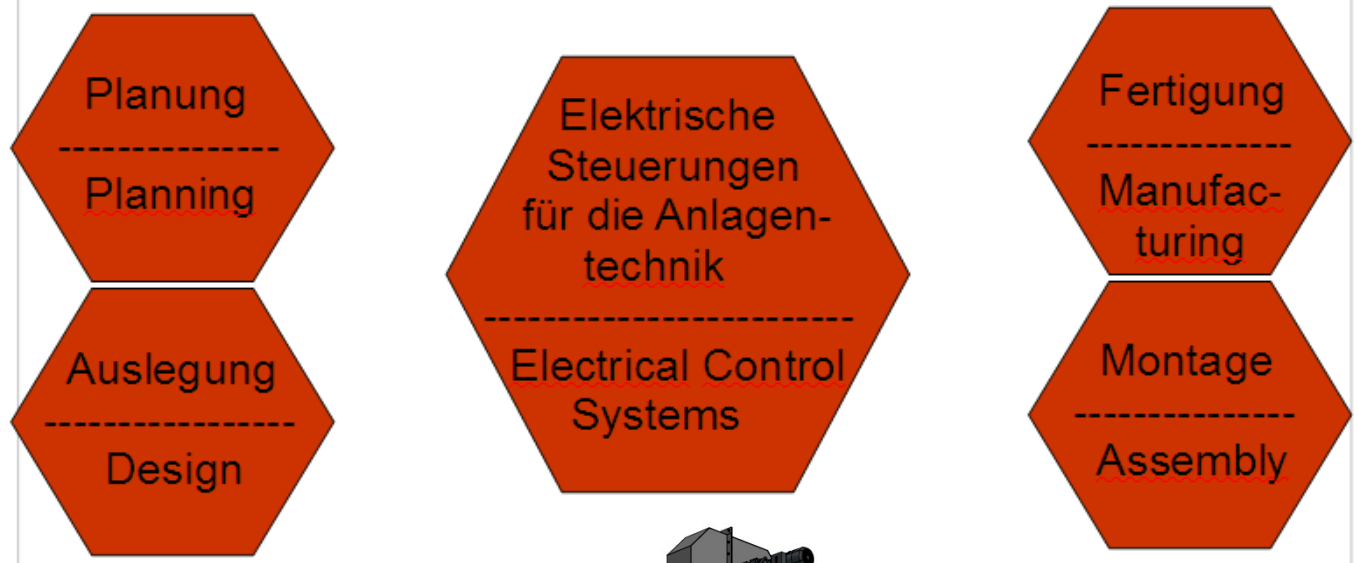 Planung
---------------
Planning
Auslegung
-----------------
Design
Elektrische
Steuerungen
für die Anlagen-
technik
-------------------------
Electrical Control
Systems
Fertigung
--------------
Manufac-
turing
Montage
---------------
Assembly